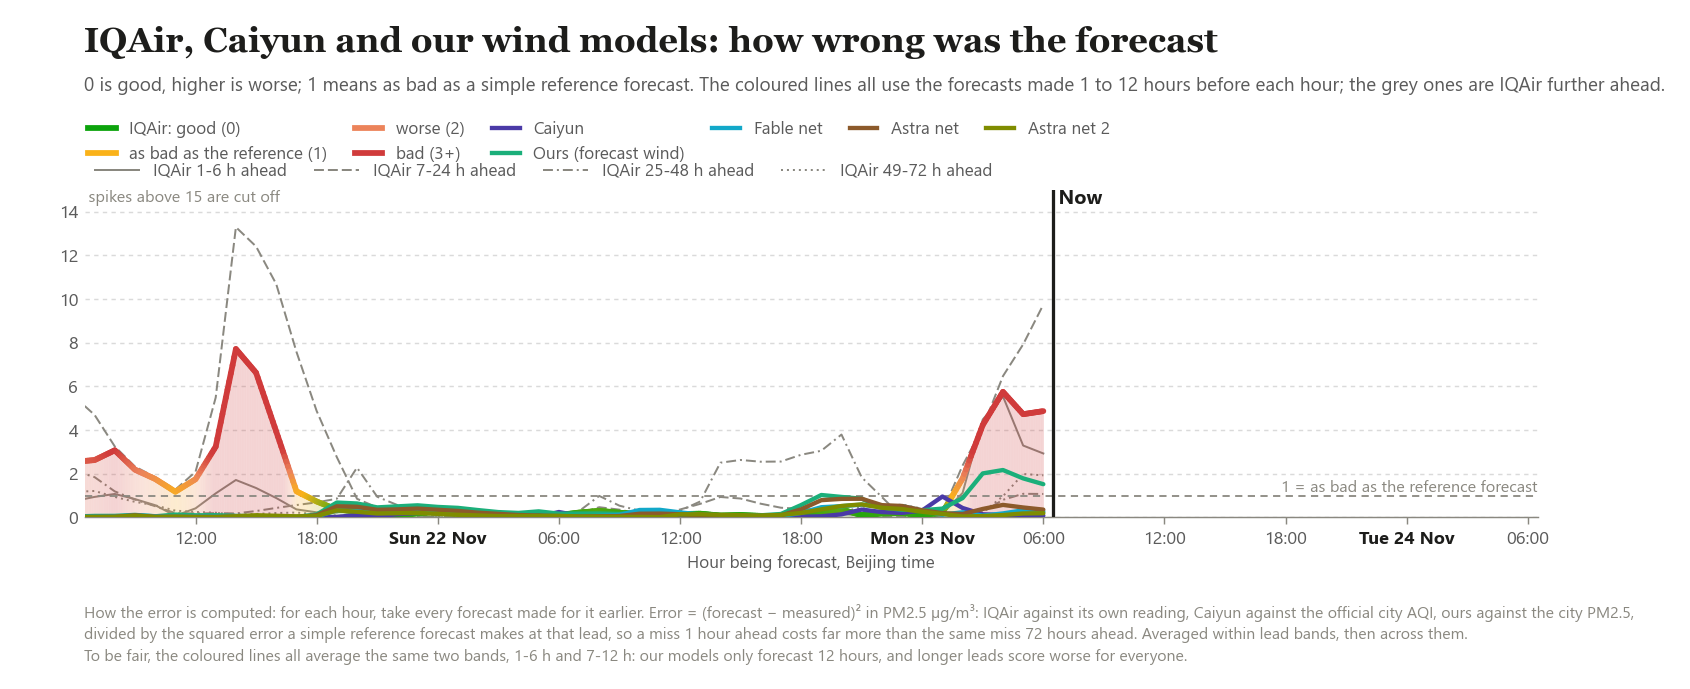 IQAir, Caiyun and our wind models: how wrong was the forecast
0 is good, higher is worse; 1 means as bad as a simple reference forecast. The coloured lines all use the forecasts made 1 to 12 hours before each hour; the grey ones are IQAir further ahead.
IQAir: good (0) worse (2) Caiyun Fable net Astra net Astra net 2
as bad as the reference (1) bad (3+) Ours (forecast wind)
IQAir 1-6 h ahead IQAir 7-24 h ahead IQAir 25-48 h ahead IQAir 49-72 h ahead
spikes above 15 are cut off
Now
14
12
10
8
6
4
2
0
1 = as bad as the reference forecast
12:00 18:00 Sun 22 Nov 06:00 12:00 18:00 Mon 23 Nov 06:00 12:00 18:00 Tue 24 Nov 06:00
Hour being forecast, Beijing time
How the error is computed: for each hour, take every forecast made for it earlier. Error = (forecast − measured)² in PM2.5 µg/m³: IQAir against its own reading, Caiyun against the official city AQI, ours against the city PM2.5,
divided by the squared error a simple reference forecast makes at that lead, so a miss 1 hour ahead costs far more than the same miss 72 hours ahead. Averaged within lead bands, then across them.
To be fair, the coloured lines all average the same two bands, 1-6 h and 7-12 h: our models only forecast 12 hours, and longer leads score worse for everyone.